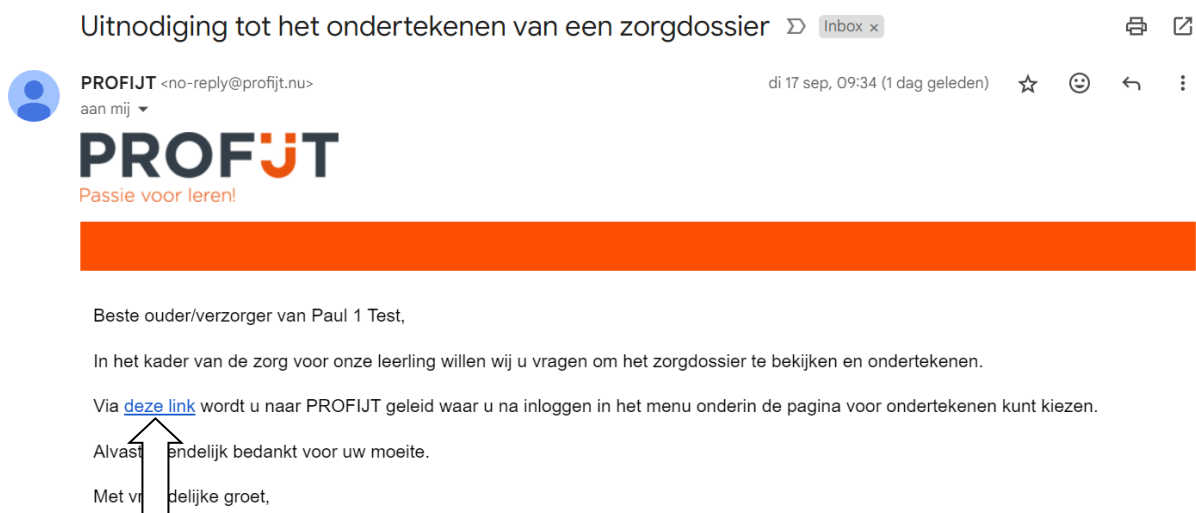 Uitnodiging tot het ondertekenen van een zorgdossier Inbox ×
PROFIJT <no-reply@profijt.nu> di 17 sep, 09:34 (1 dag geleden)
aan mij
PROFIJT
Passie voor leren!
Beste ouder/verzorger van Paul 1 Test,
In het kader van de zorg voor onze leerling willen wij u vragen om het zorgdossier te bekijken en ondertekenen.
Via deze link wordt u naar PROFIJT geleid waar u na inloggen in het menu onderin de pagina voor ondertekenen kunt kiezen.
Alvast endelijk bedankt voor uw moeite.
Met vr delijke groet,